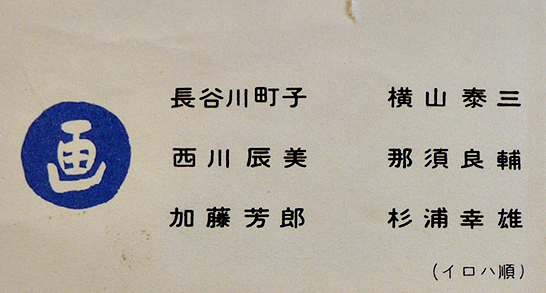 画
長谷川町子 横山泰三
西川辰美 那須良輔
加藤芳郎 杉浦幸雄
(イロハ順)